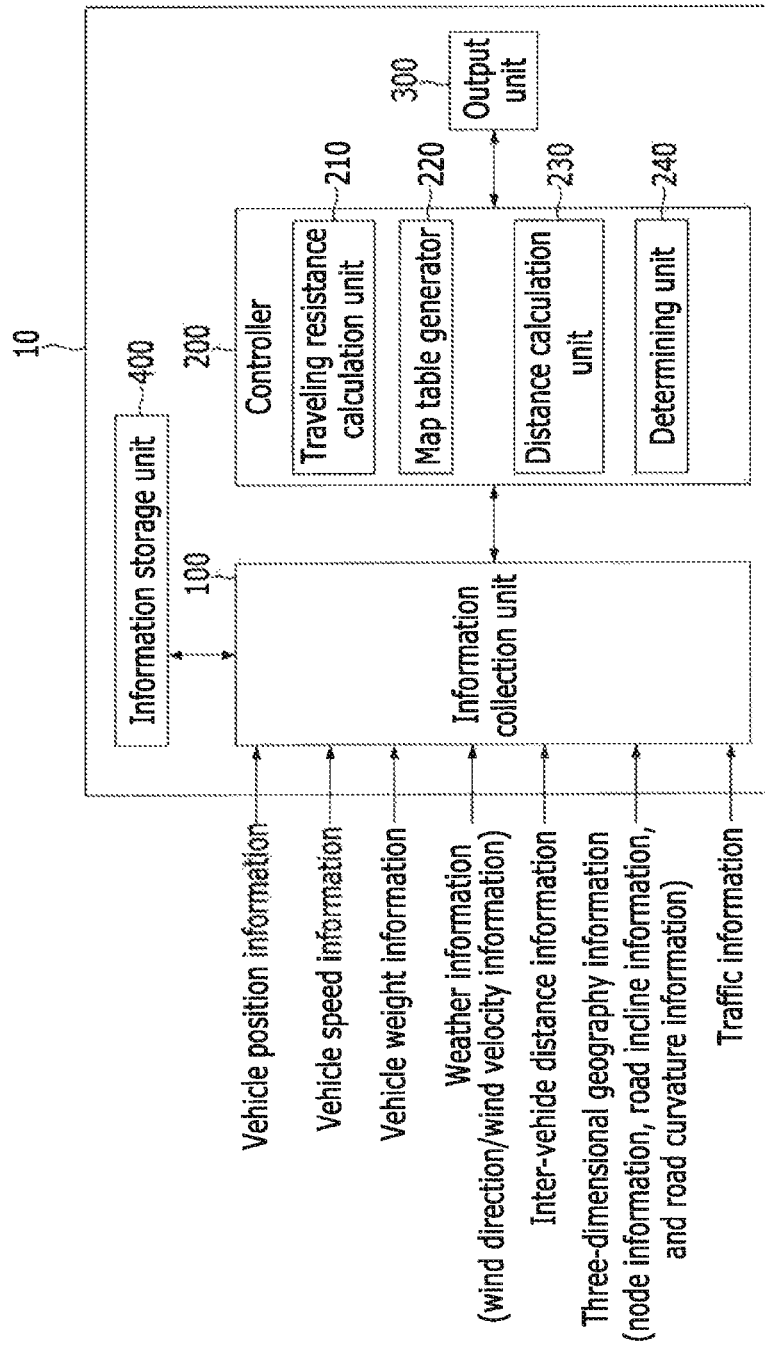 10
Information storage unit
400
Vehicle position information
Vehicle speed information
Vehicle weight information
Weather information
(wind direction/wind velocity information)
Inter-vehide distance information
Three-dimensional geography information
(node information, road incline information,
and road curvature information)
Traffic information
100
Information
collection unit
200
Controller
Traveling resistance
calculation unit
210
Map table generator
220
Distance calculation
unit
230
Determining unit
240
300
Output
unit